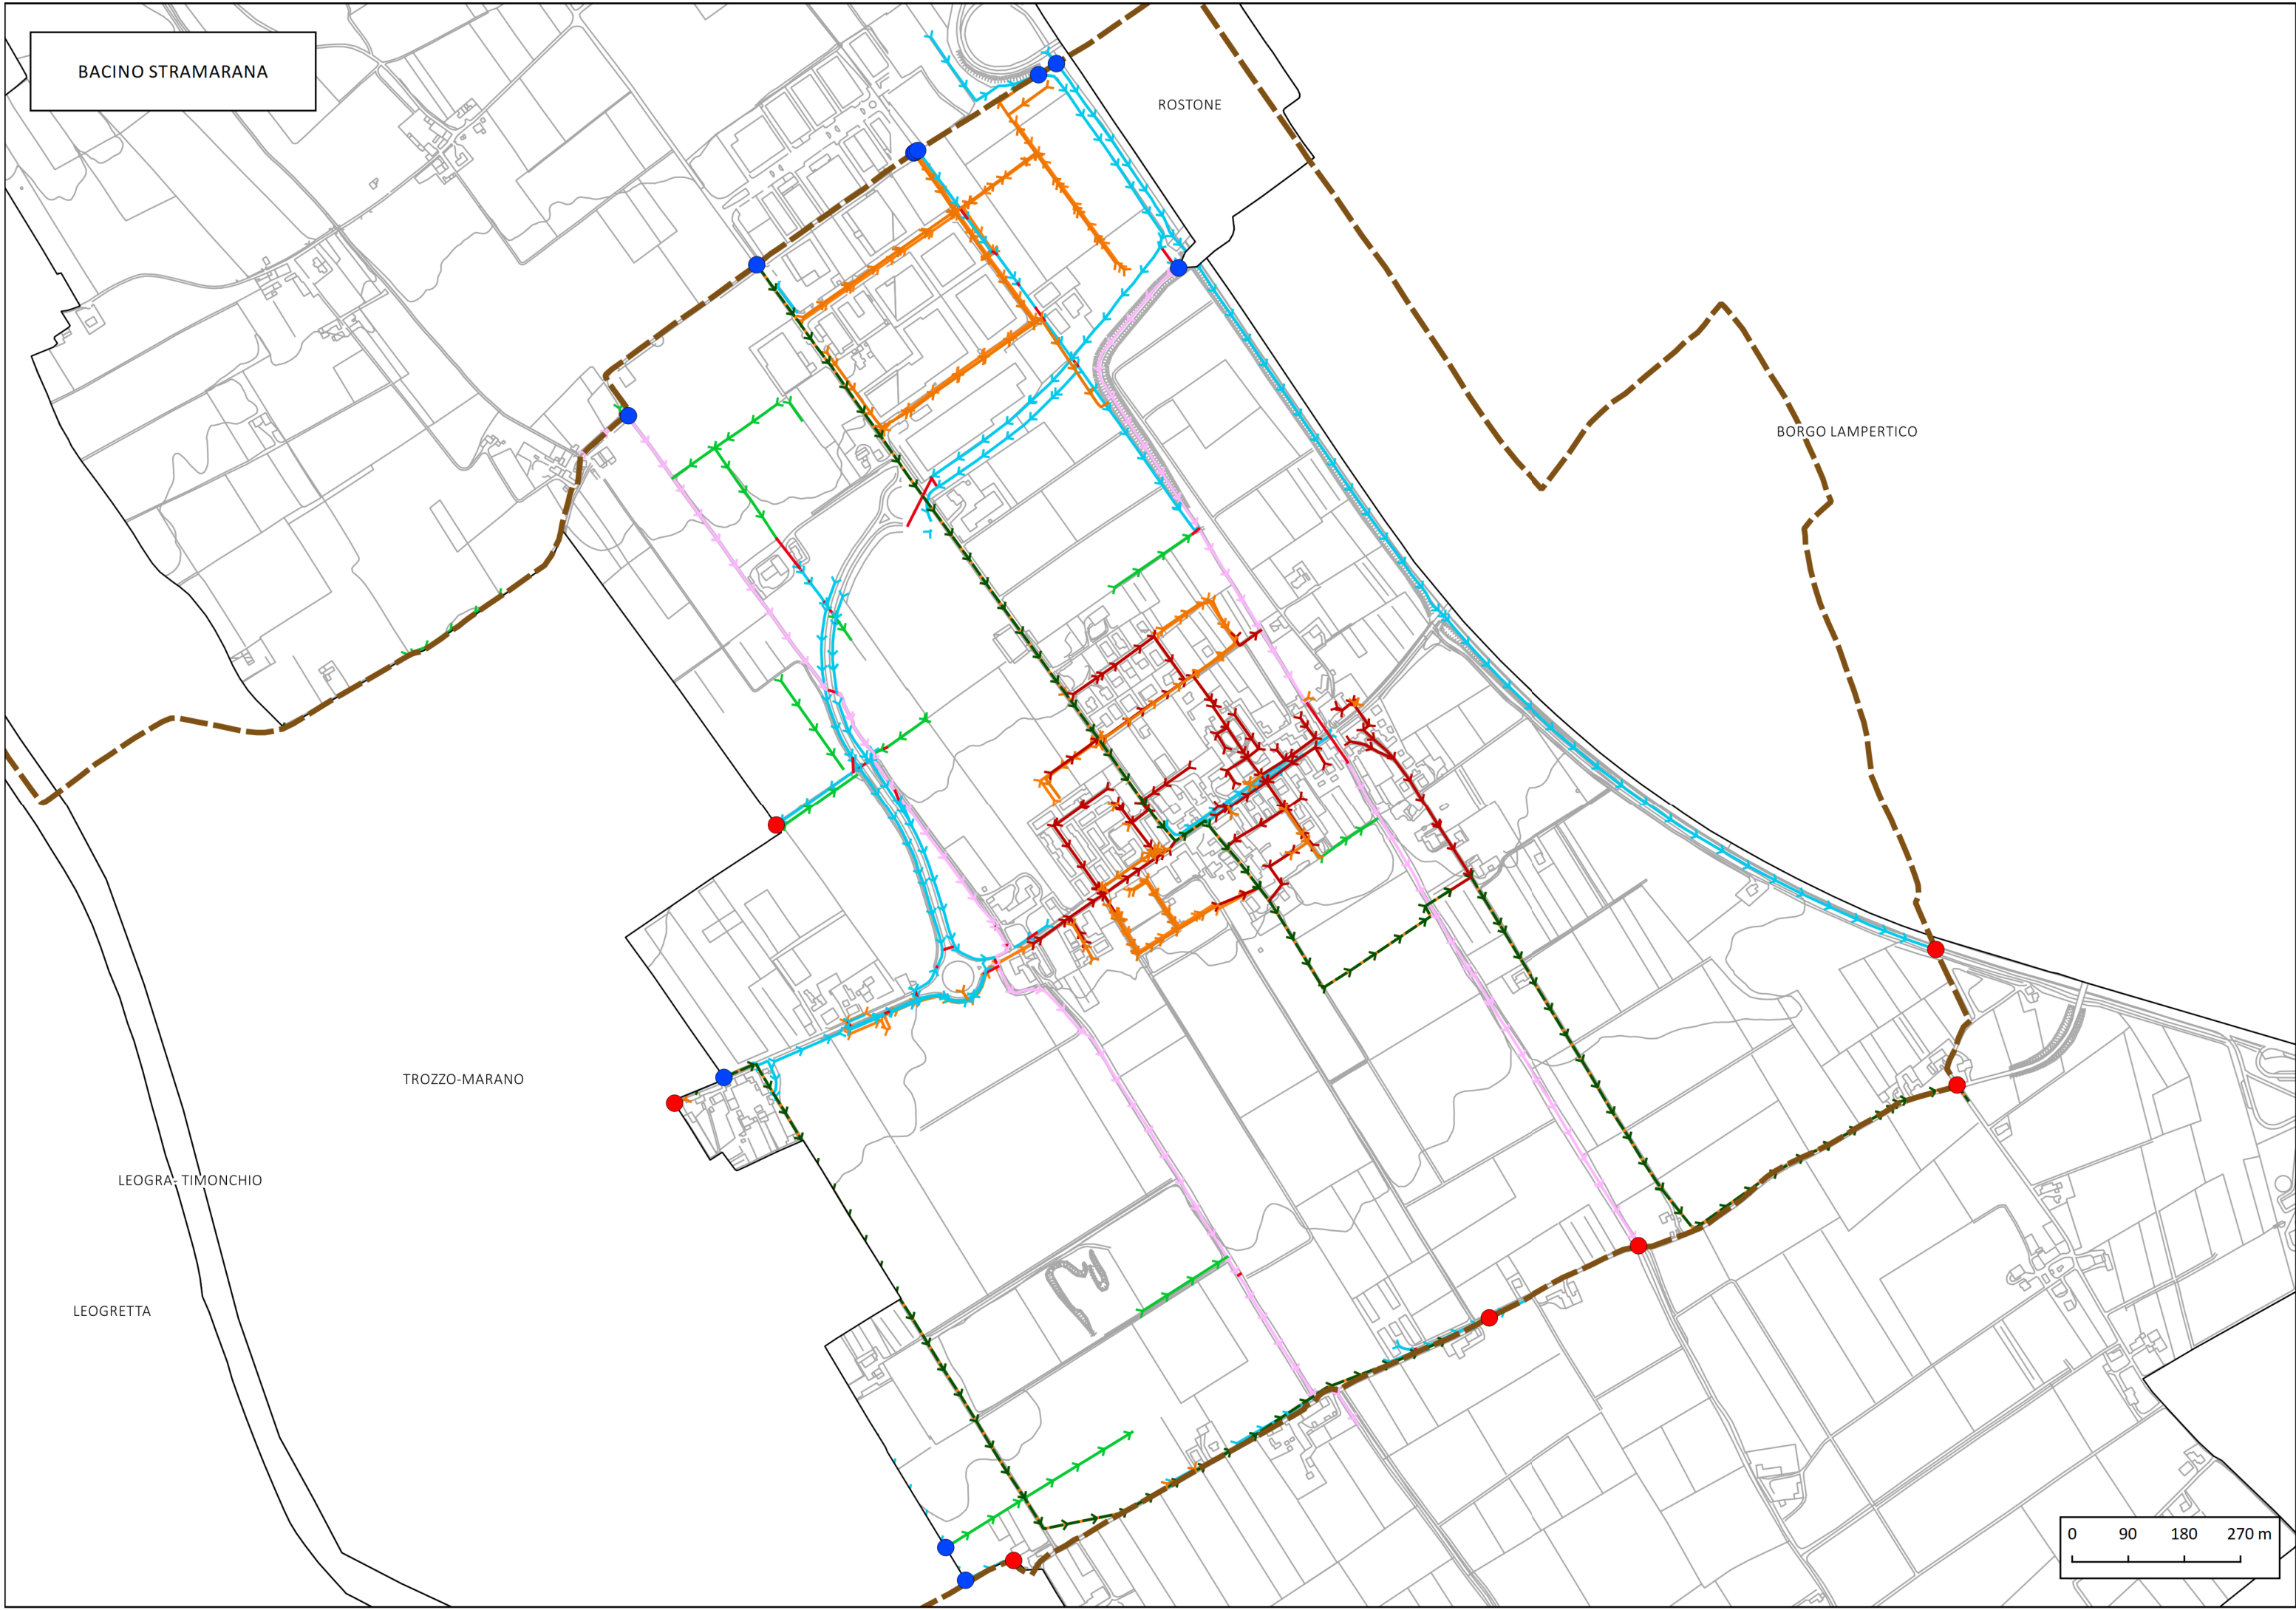 BACINO STRAMARANA
ROSTONE
BORGO LAMPERTICO
TROZZO-MARANO
LEOGRA- TIMONCHIO
LEOGRETTA
0 90 180 270 m